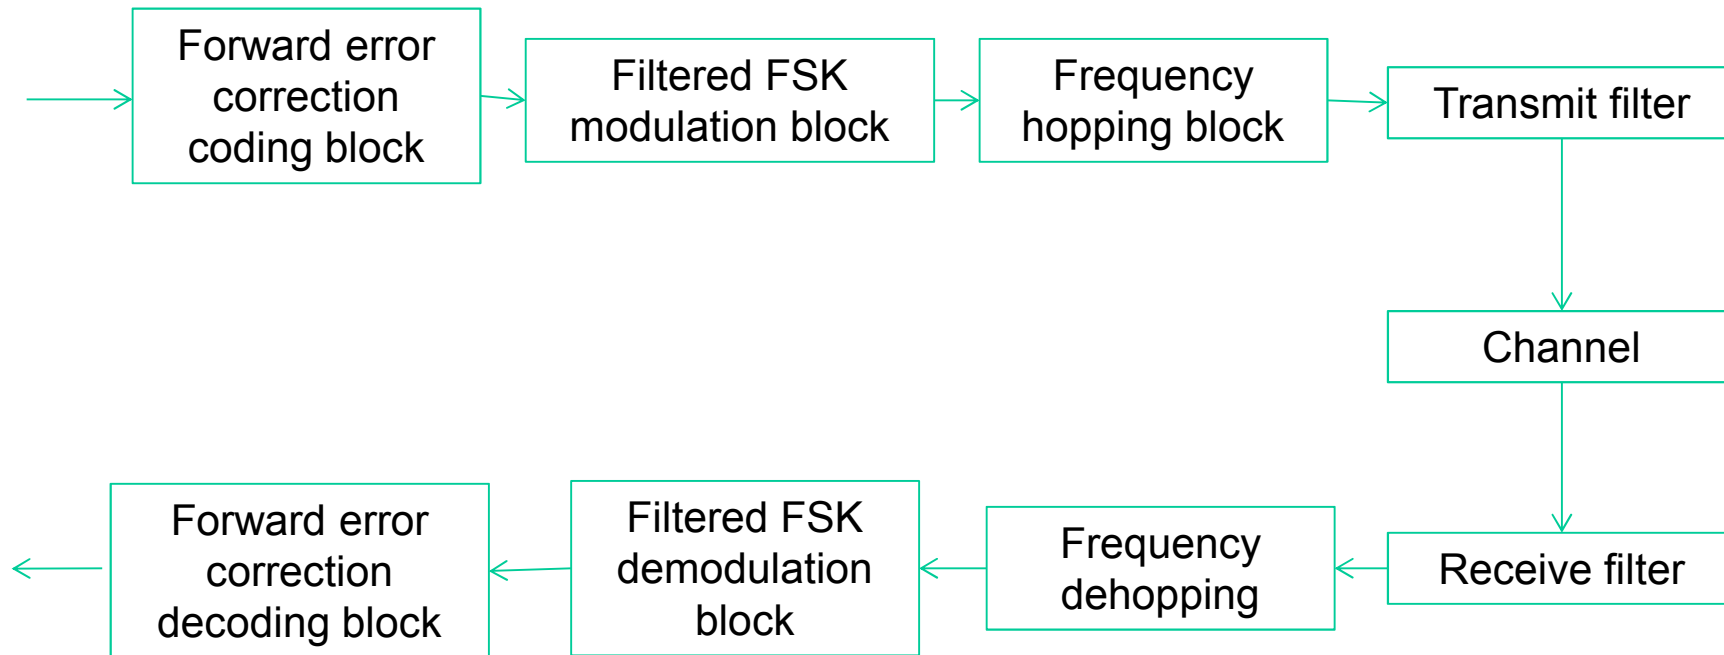 Forward error
correction
coding block
Filtered FSK
modulation block
Frequency
hopping block
Transmit filter
Channel
Receive filter
Frequency
dehopping
Filtered FSK
demodulation
block
Forward error
correction
decoding block